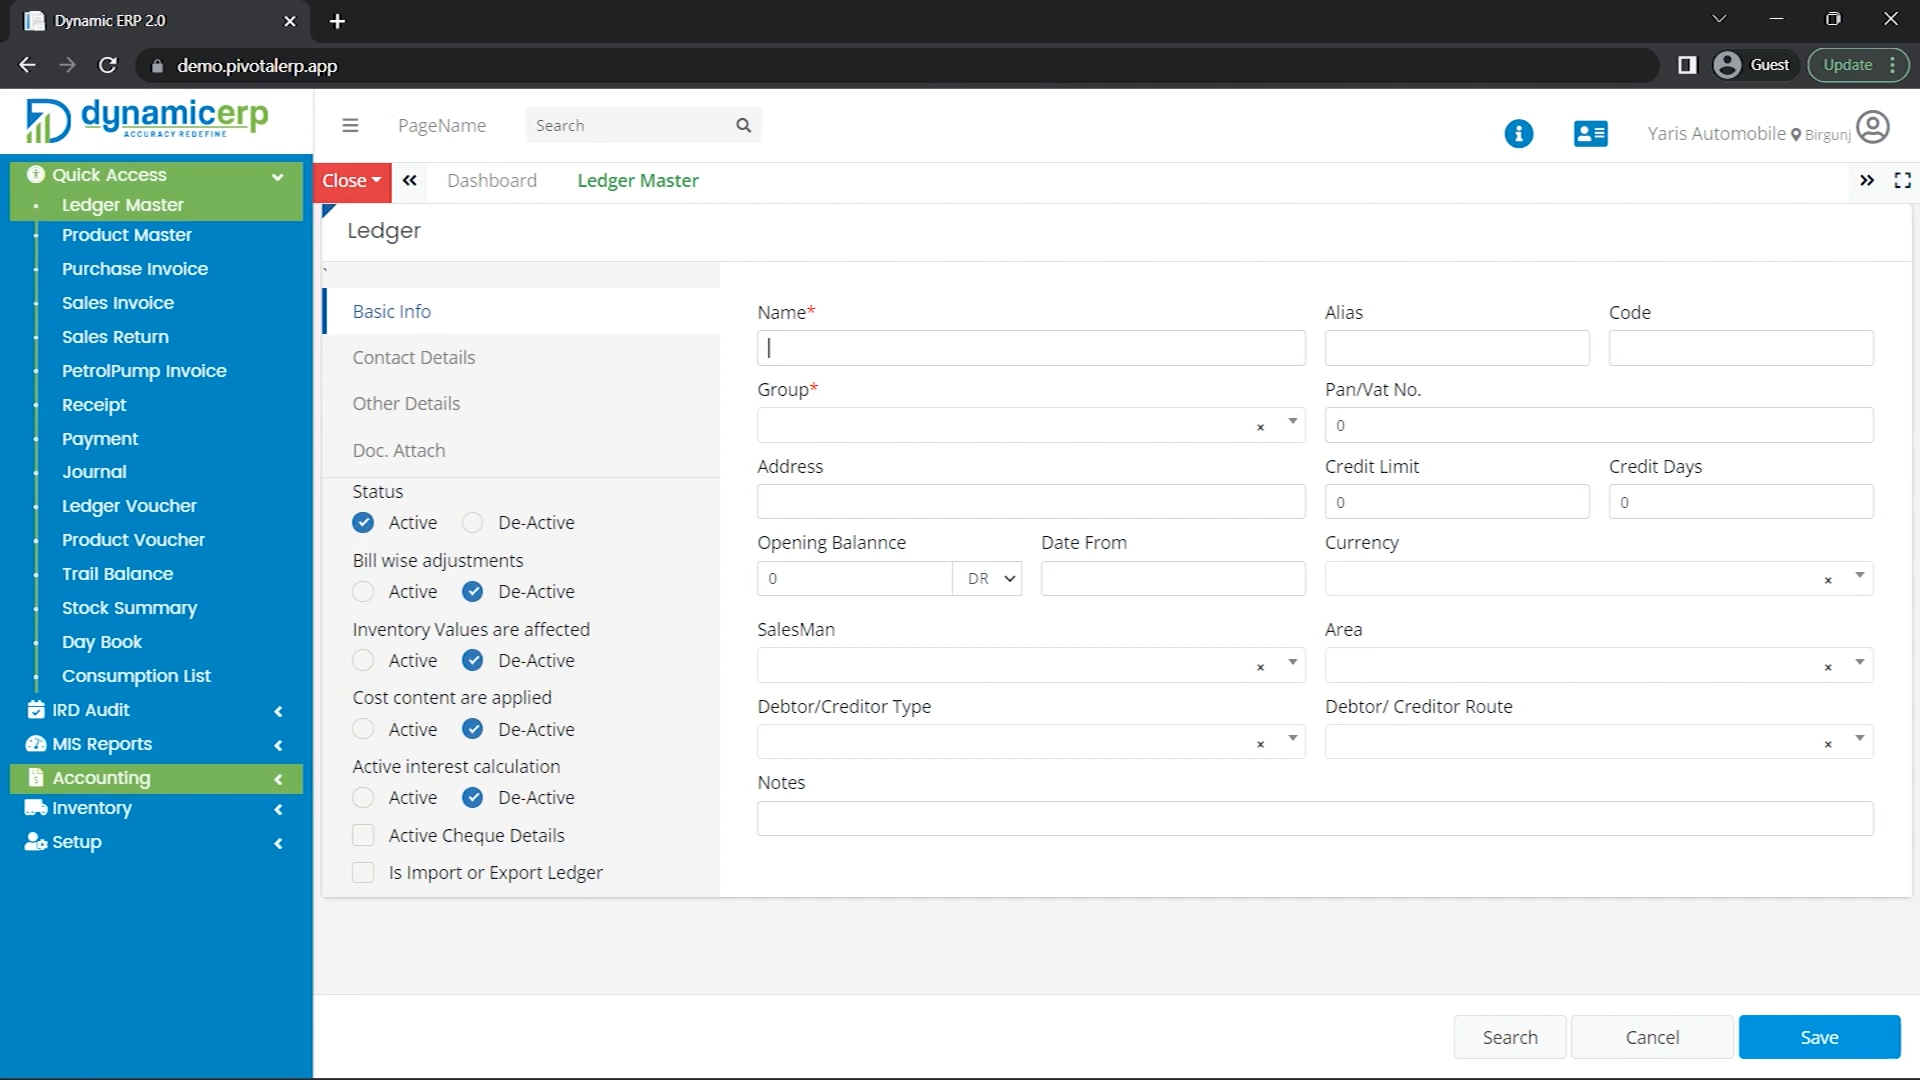 Dynamic ERP 2.0
demo.pivotalerp.app
Guest
Update
dynamicerp
ACCURACY REDEFINE
PageName
Search
Yaris Automobile
Birgunj
Quick Access
Ledger Master
Product Master
Purchase Invoice
Sales Invoice
Sales Return
PetrolPump Invoice
Receipt
Payment
Journal
Ledger Voucher
Product Voucher
Trail Balance
Stock Summary
Day Book
Consumption List
IRD Audit
MIS Reports
Accounting
Inventory
Setup
Close
Dashboard
Ledger Master
Ledger
`
Basic Info
Contact Details
Other Details
Doc. Attach
Status
Active De-Active
Bill wise adjustments
Active De-Active
Inventory Values are affected
Active De-Active
Cost content are applied
Active De-Active
Active interest calculation
Active De-Active
Active Cheque Details
Is Import or Export Ledger
Name* Alias Code
Group* Pan/Vat No.
× 0
Address Credit Limit Credit Days
0 0
Opening Balannce Date From Currency
0 DR ×
SalesMan Area
× ×
Debtor/Creditor Type Debtor/ Creditor Route
× ×
Notes
Search Cancel Save